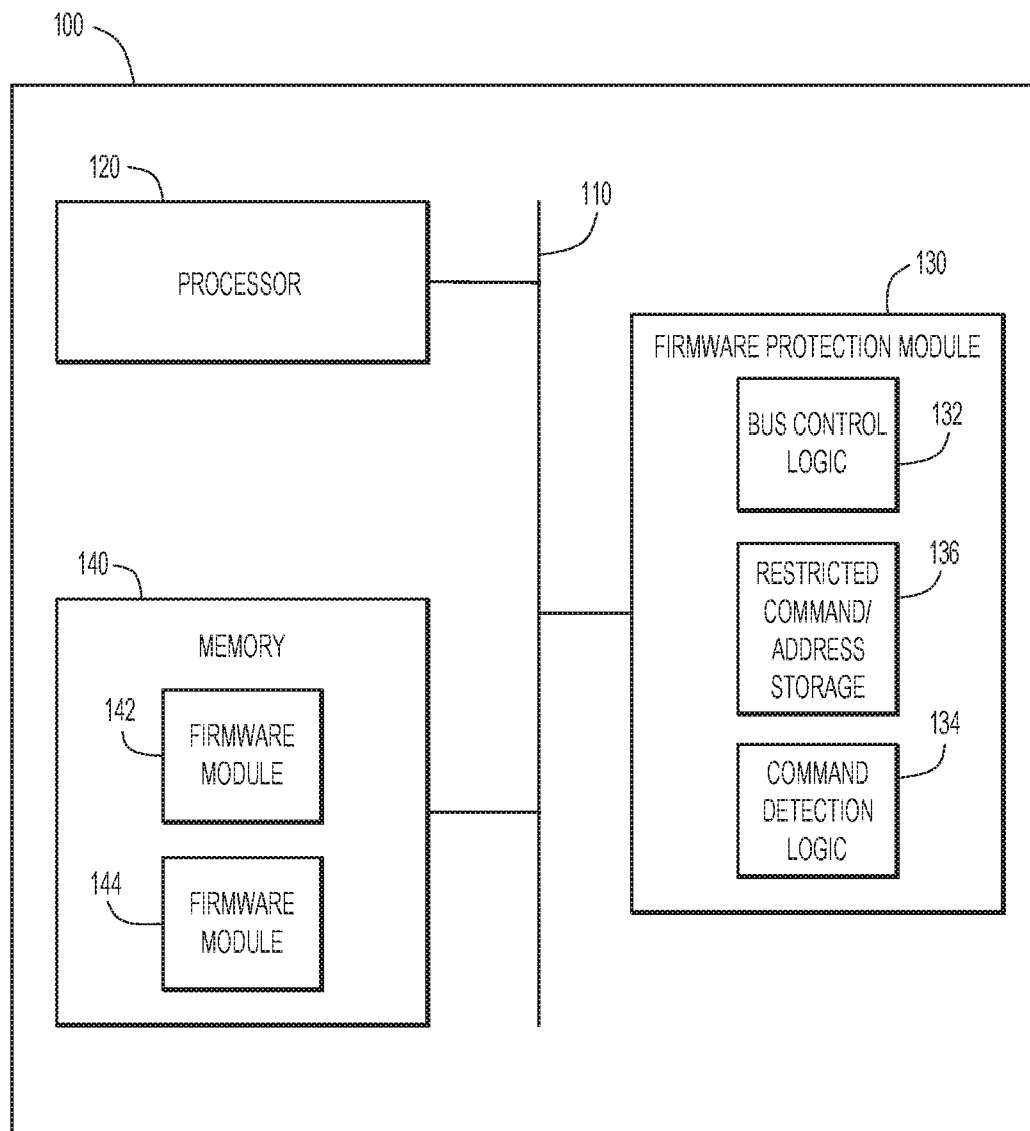 100
120
110
PROCESSOR
130
FIRMWARE PROTECTION MODULE
BUS CONTROL
LOGIC
132
140
MEMORY
RESTRICTED
COMMAND/
ADDRESS
STORAGE
136
142
FIRMWARE
MODULE
134
COMMAND
DETECTION
LOGIC
144
FIRMWARE
MODULE